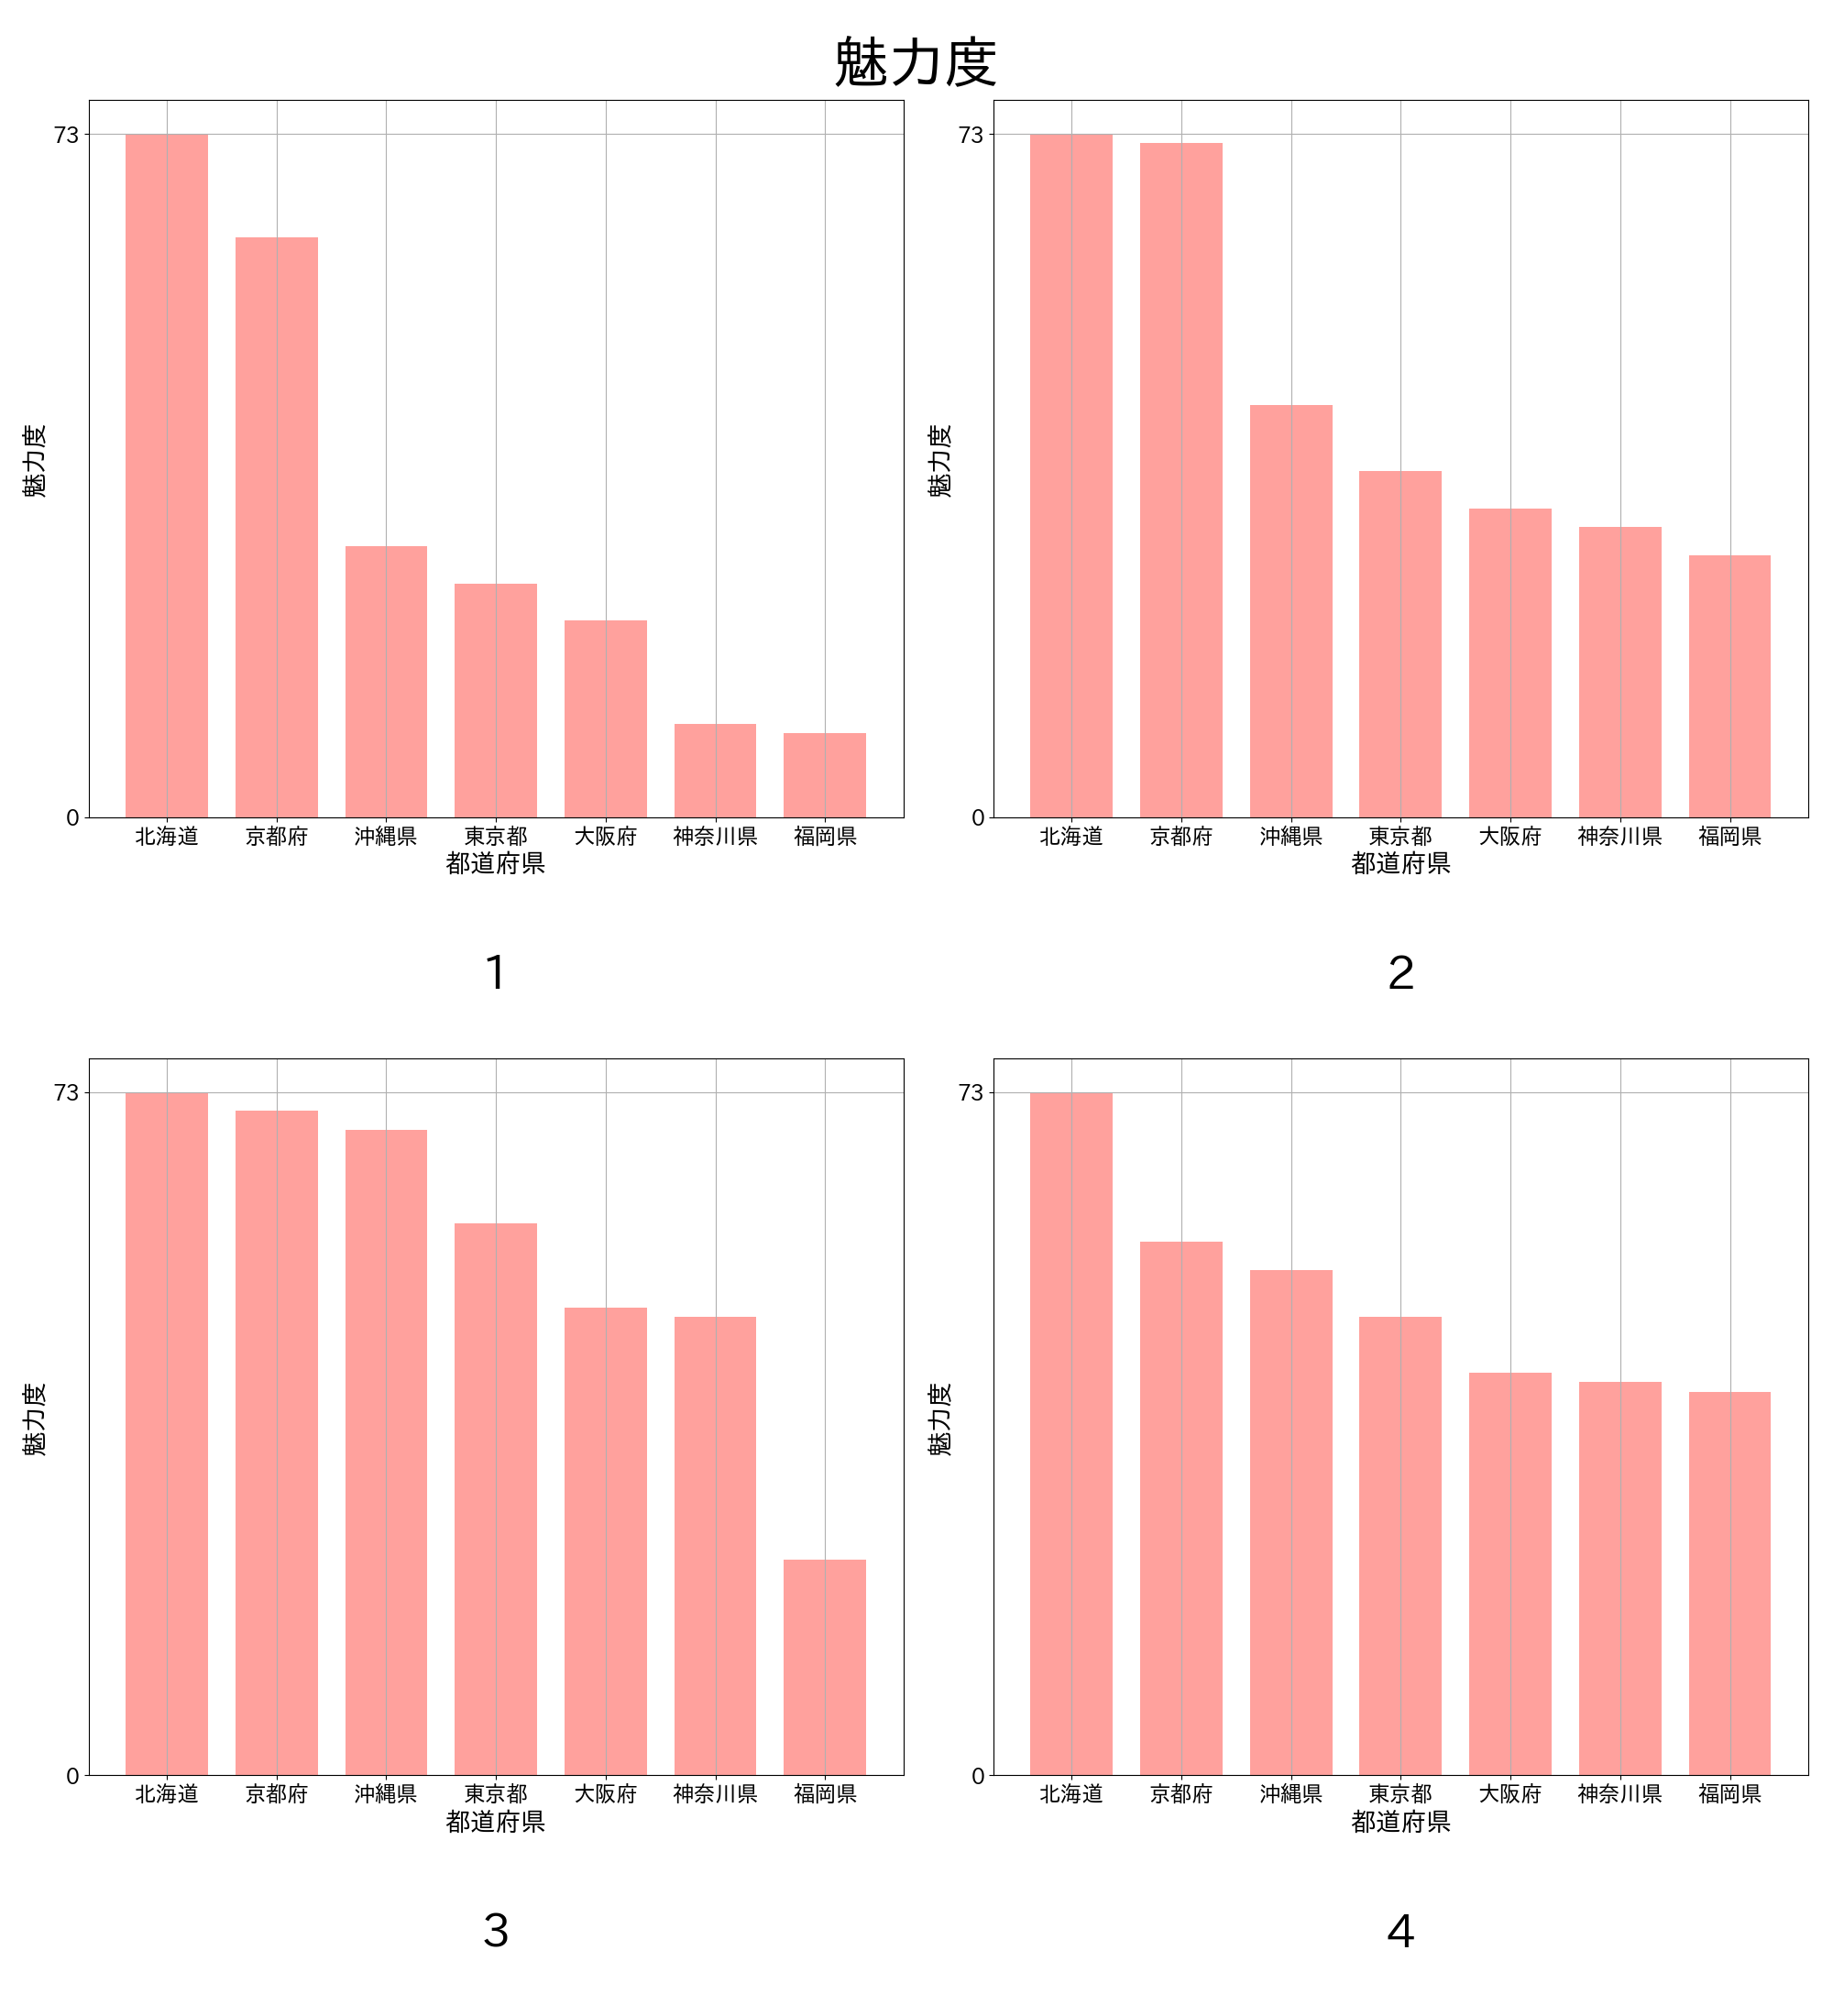 魅力度
73
0
魅力度
北海道 京都府 沖縄県 東京都 大阪府 神奈川県 福岡県
都道府県
1
73
0
魅力度
北海道 京都府 沖縄県 東京都 大阪府 神奈川県 福岡県
都道府県
2
73
0
魅力度
北海道 京都府 沖縄県 東京都 大阪府 神奈川県 福岡県
都道府県
3
73
0
魅力度
北海道 京都府 沖縄県 東京都 大阪府 神奈川県 福岡県
都道府県
4